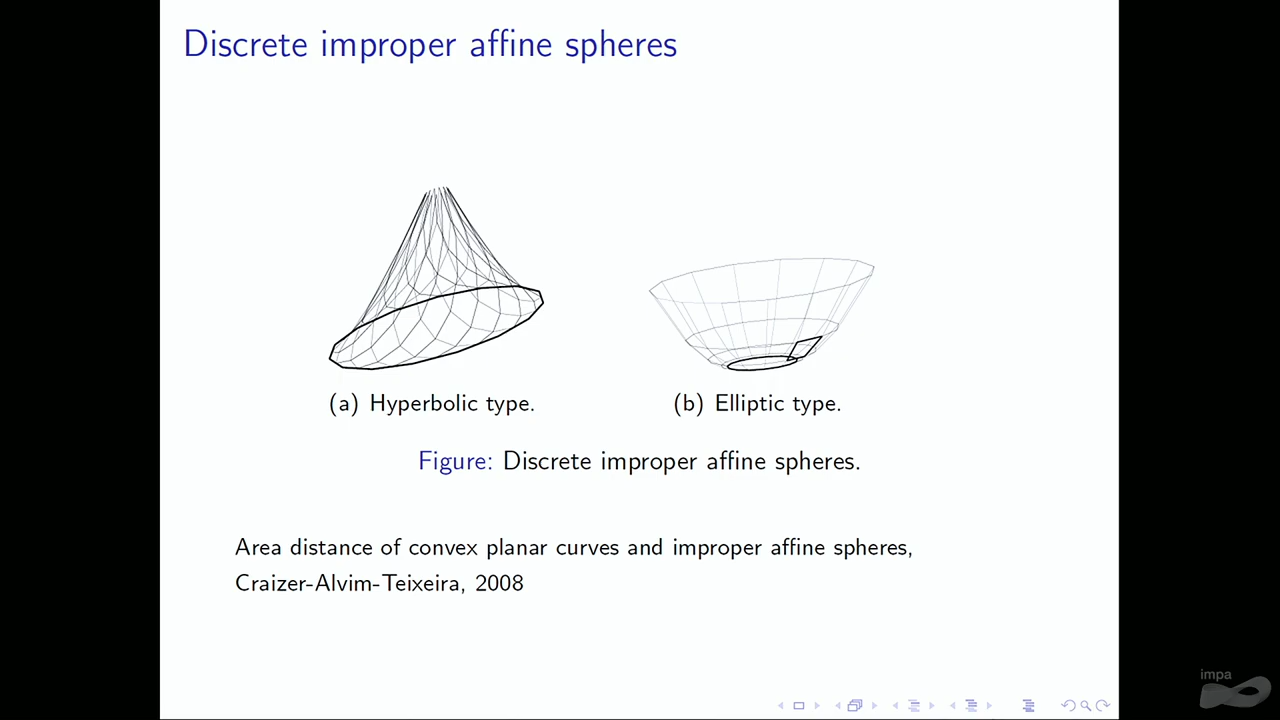 Discrete improper affine spheres
(a) Hyperbolic type.
(b) Elliptic type.
Figure: Discrete improper affine spheres.
Area distance of convex planar curves and improper affine spheres,
Craizer-Alvim-Teixeira, 2008
impa